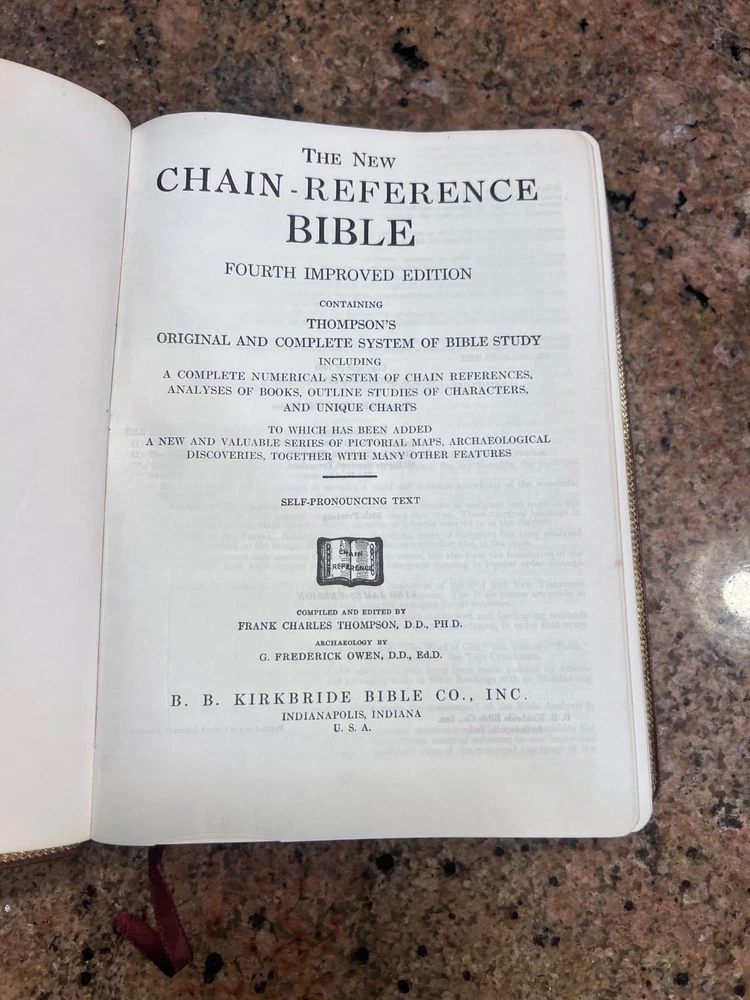 THE NEW
CHAIN-REFERENCE
BIBLE
FOURTH IMPROVED EDITION
CONTAINING
THOMPSON'S
ORIGINAL AND COMPLETE SYSTEM OF BIBLE STUDY
INCLUDING
A COMPLETE NUMERICAL SYSTEM OF CHAIN REFERENCES,
ANALYSES OF BOOKS, OUTLINE STUDIES OF CHARACTERS,
AND UNIQUE CHARTS
TO WHICH HAS BEEN ADDED
A NEW AND VALUABLE SERIES OF PICTORIAL MAPS, ARCHAEOLOGICAL
DISCOVERIES, TOGETHER WITH MANY OTHER FEATURES
SELF-PRONOUNCING TEXT
CHAIN
REFERENCE
COMPILED AND EDITED BY
FRANK CHARLES THOMPSON, D.D., PH.D.
ARCHAEOLOGY BY
G. FREDERICK OWEN, D.D., Ed.D.
B. B. KIRKBRIDE BIBLE CO., INC.
INDIANAPOLIS, INDIANA
U. S. A.